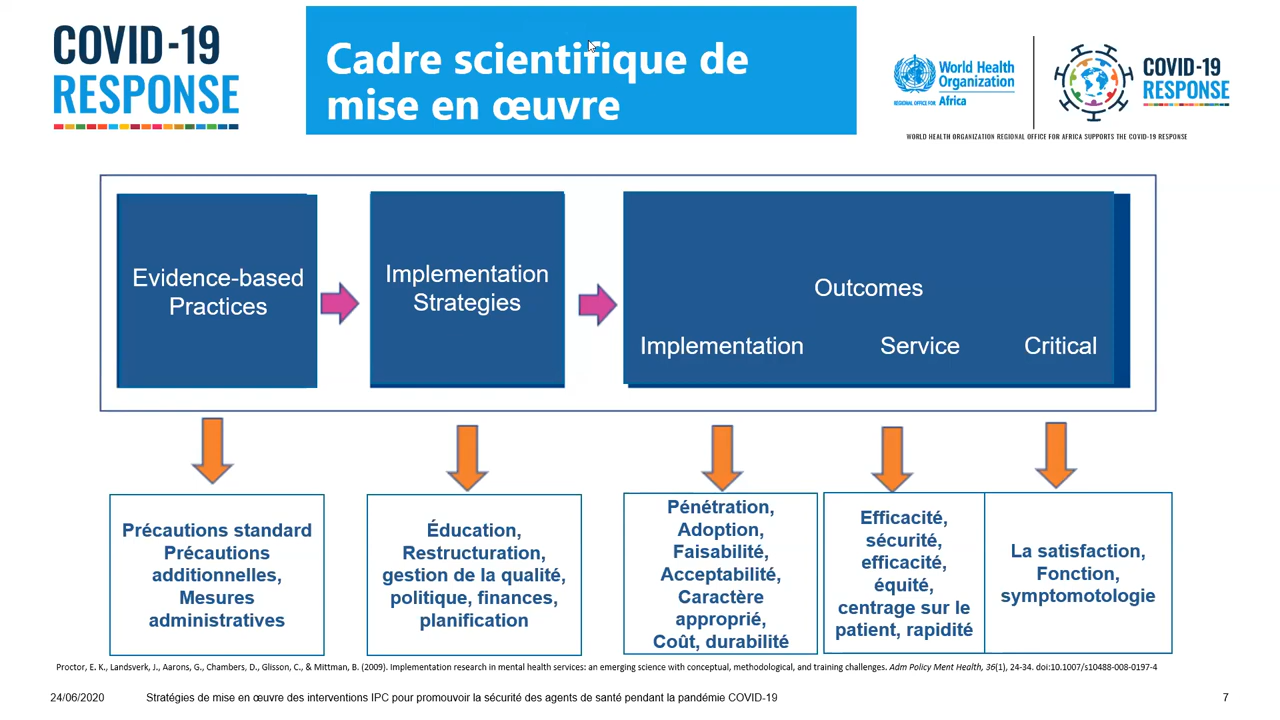 COVID-19
RESPONSE
Cadre scientifique de
mise en œuvre
World Health
Organization
REGIONAL OFFICE FOR Africa
COVID-19
RESPONSE
WORLD HEALTH ORGANIZATION REGIONAL OFFICE FOR AFRICA SUPPORTS THE COVID-19 RESPONSE
Evidence-based
Practices
Implementation
Strategies
Outcomes
Implementation Service Critical
Précautions standard
Précautions
additionnelles,
Mesures
administratives
Éducation,
Restructuration,
gestion de la qualité,
politique, finances,
planification
Pénétration,
Adoption,
Faisabilité,
Acceptabilité,
Caractère
approprié,
Coût, durabilité
Efficacité,
sécurité,
efficacité,
équité,
centrage sur le
patient, rapidité
La satisfaction,
Fonction,
symptomotologie
Proctor, E. K., Landsverk, J., Aarons, G., Chambers, D., Glisson, C., & Mittman, B. (2009). Implementation research in mental health services: an emerging science with conceptual, methodological, and training challenges. Adm Policy Ment Health, 36(1), 24-34. doi:10.1007/s10488-008-0197-4
24/06/2020 Stratégies de mise en œuvre des interventions IPC pour promouvoir la sécurité des agents de santé pendant la pandémie COVID-19 7